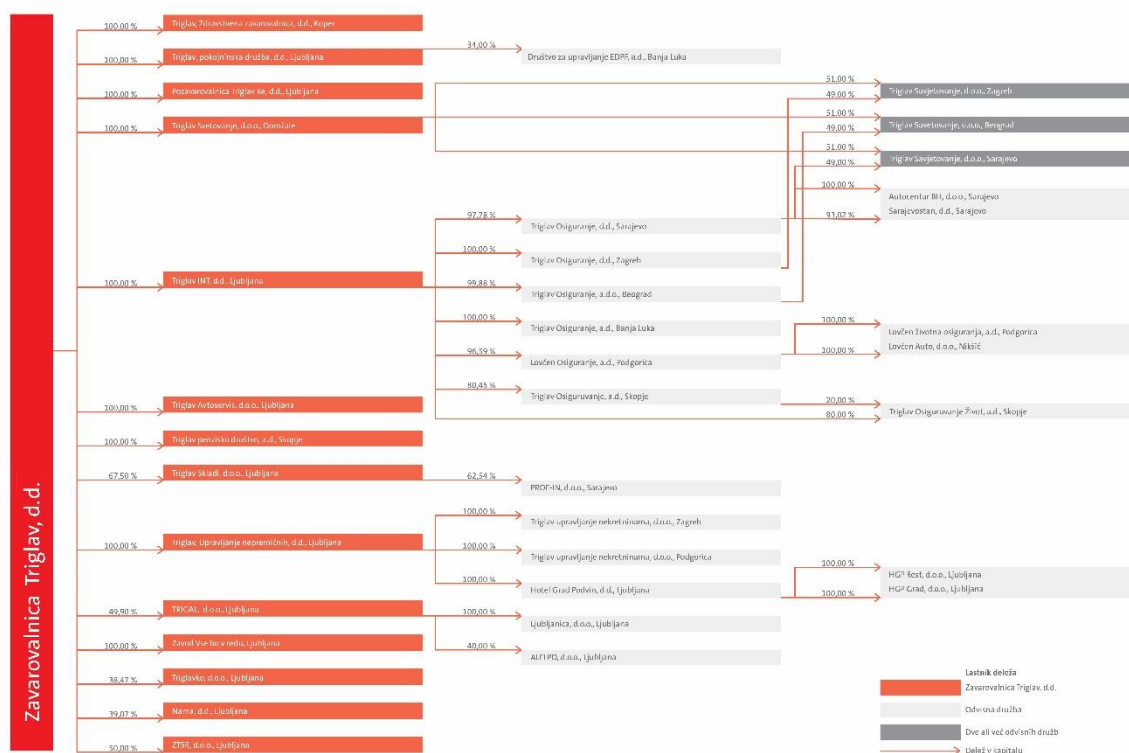 Zavarovalnica Triglav, d.d.
100,00 %
Triglav, Zdravstvena zavarovalnica, d.d., Koper
100,00 %
Triglav, pokojninska družba, d.d., Ljubljana
34,00 %
Društvo za upravljanje EDPF, a.d., Banja Luka
100,00 %
Pozavarovalnica Triglav Re, d.d., Ljubljana
51,00 %
49,00 %
Triglav Savjetovanje, d.o.o., Zagreb
100,00 %
Triglav Svetovanje, d.o.o., Domžale
51,00 %
49,00 %
Triglav Savetovanje, d.o.o., Beograd
51,00 %
49,00 %
Triglav Savjetovanje, d.o.o., Sarajevo
100,00 %
Autocentar BH, d.o.o., Sarajevo
97,78 %
Triglav Osiguranje, d.d., Sarajevo
91,02 %
Sarajevostan, d.d., Sarajevo
100,00 %
Triglav Osiguranje, d.d., Zagreb
100,00 %
Triglav INT, d.d., Ljubljana
99,88 %
Triglav Osiguranje, a.d.o., Beograd
100,00 %
Triglav Osiguranje, a.d., Banja Luka
100,00 %
Lovćen životna osiguranja, a.d., Podgorica
96,59 %
Lovćen Osiguranje, a.d., Podgorica
100,00 %
Lovćen Auto, d.o.o., Nikšić
80,45 %
Triglav Osiguruvanje, a.d., Skopje
20,00 %
80,00 %
Triglav Osiguruvanje Život, a.d., Skopje
100,00 %
Triglav Avtoservis, d.o.o., Ljubljana
100,00 %
Triglav penzisko društvo, a.d., Skopje
67,50 %
Triglav Skladi, d.o.o., Ljubljana
62,54 %
PROF-IN, d.o.o., Sarajevo
100,00 %
Triglav upravljanje nekretninama, d.o.o., Zagreb
100,00 %
Triglav, Upravljanje nepremičnin, d.d., Ljubljana
100,00 %
Triglav upravljanje nekretninama, d.o.o., Podgorica
100,00 %
Hotel Grad Podvin, d.d., Ljubljana
100,00 %
HGP Rest, d.o.o., Ljubljana
100,00 %
HGP Grad, d.o.o., Ljubljana
49,90 %
TRIGAL, d.o.o., Ljubljana
100,00 %
Ljubljanica, d.o.o., Ljubljana
40,00 %
ALFI PD, d.o.o., Ljubljana
100,00 %
Zavod Vse bo v redu, Ljubljana
38,47 %
Triglavko, d.o.o., Ljubljana
39,07 %
Nama, d.d., Ljubljana
50,00 %
ZTSR, d.o.o., Ljubljana
Lastnik deleža
Zavarovalnica Triglav, d.d.
Odvisna družba
Dve ali več odvisnih družb
Delež v kapitalu